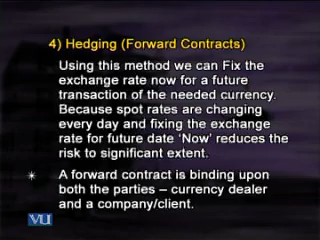 4) Hedging (Forward Contracts)
Using this method we can Fix the
exchange rate now for a future
transaction of the needed currency.
Because spot rates are changing
every day and fixing the exchange
rate for future date ‘Now’ reduces the
risk to significant extent.
✶ A forward contract is binding upon
both the parties – currency dealer
and a company/client.
VU